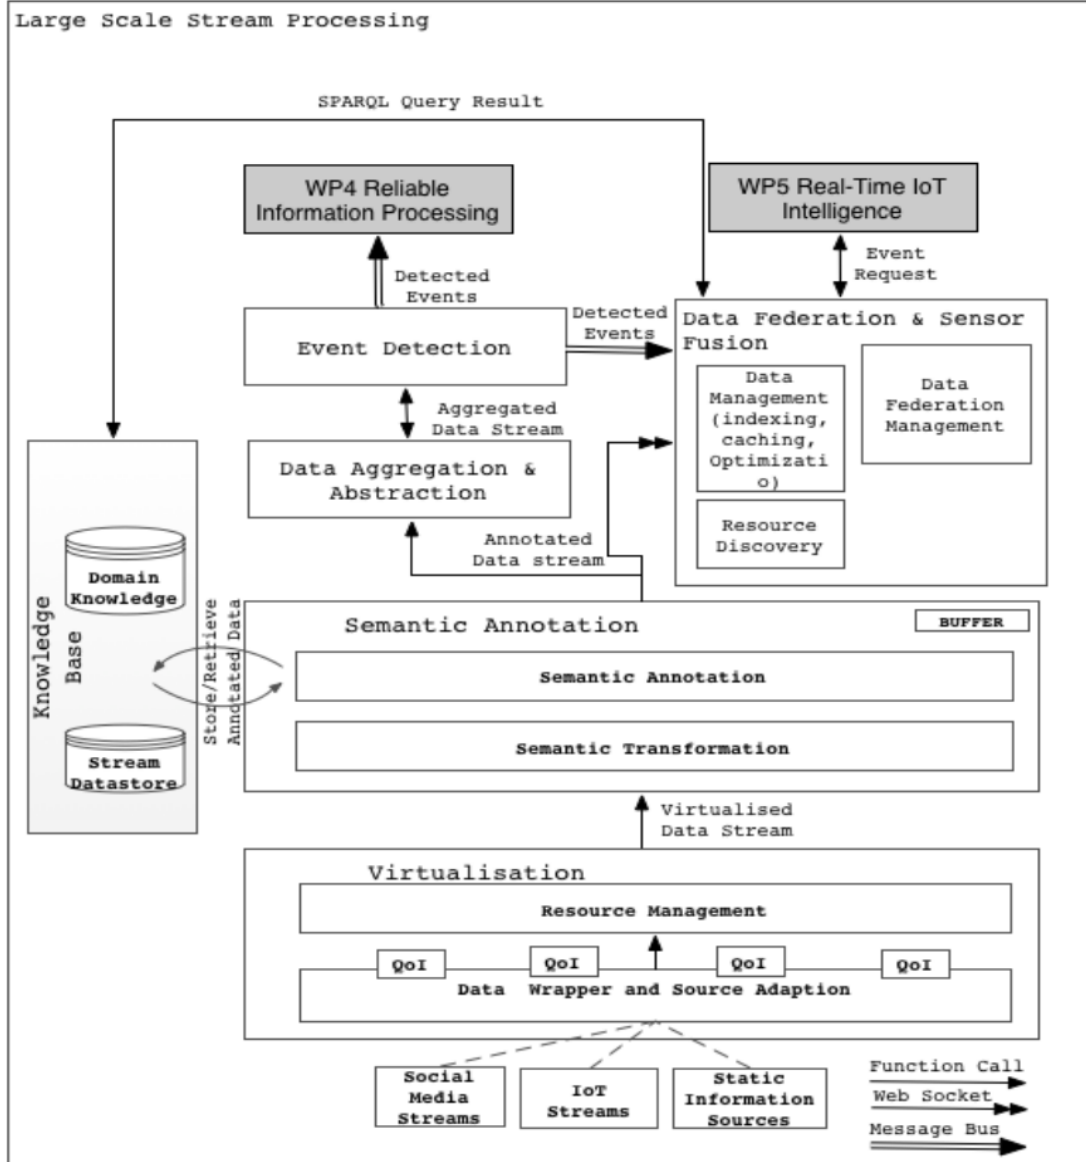 Large Scale Stream Processing
SPARQL Query Result
WP4 Reliable
Information Processing
WP5 Real-Time IoT
Intelligence
Event
Request
Detected
Events
Detected
Events
Event Detection
Data Federation & Sensor
Fusion
Data
Management
(indexing,
caching,
Optimizati
o)
Data
Federation
Management
Resource
Discovery
Aggregated
Data Stream
Data Aggregation &
Abstraction
Annotated
Data stream
Knowledge
Base
Domain
Knowledge
Stream
Datastore
Store/Retrieve
Annotated Data
Semantic Annotation
BUFFER
Semantic Annotation
Semantic Transformation
Virtualised
Data Stream
Virtualisation
Resource Management
QoI
QoI
QoI
QoI
Data Wrapper and Source Adaption
Social
Media
Streams
IoT
Streams
Static
Information
Sources
Function Call
Web Socket
Message Bus